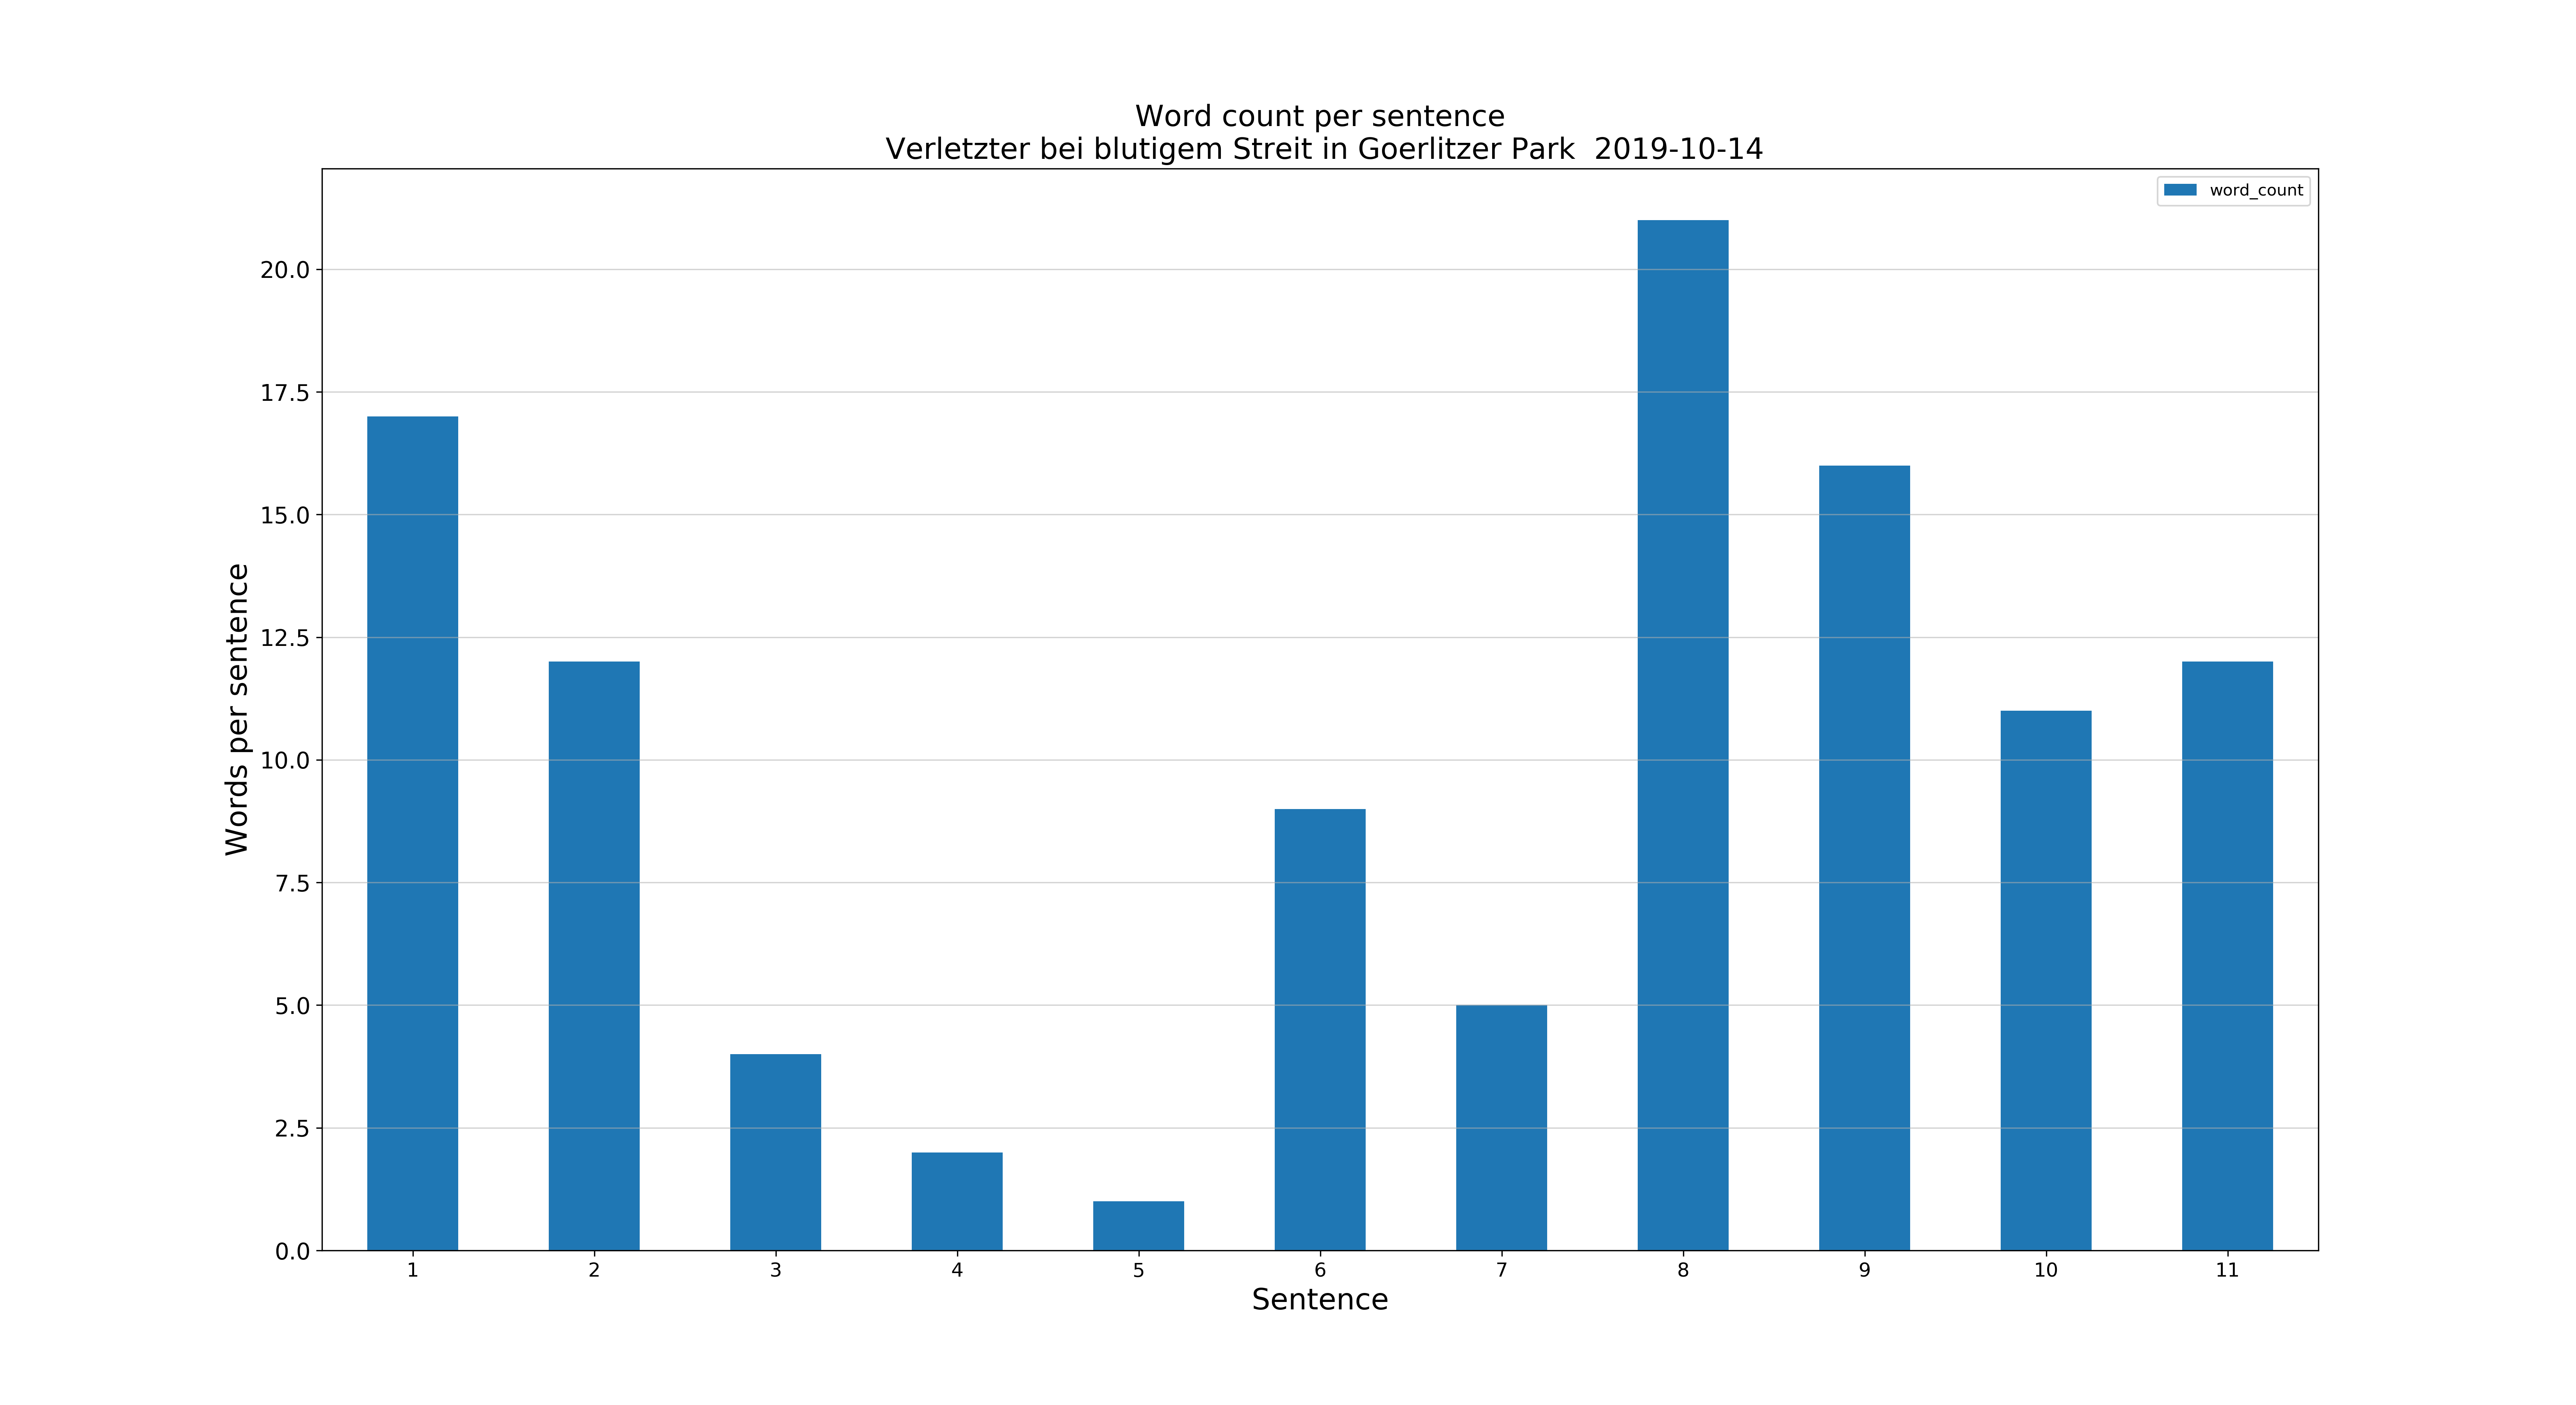 Word count per sentence
Verletzter bei blutigem Streit in Goerlitzer Park  2019-10-14
word_count
20.0
17.5
15.0
12.5
10.0
7.5
5.0
2.5
0.0
Words per sentence
1 2 3 4 5 6 7 8 9 10 11
Sentence